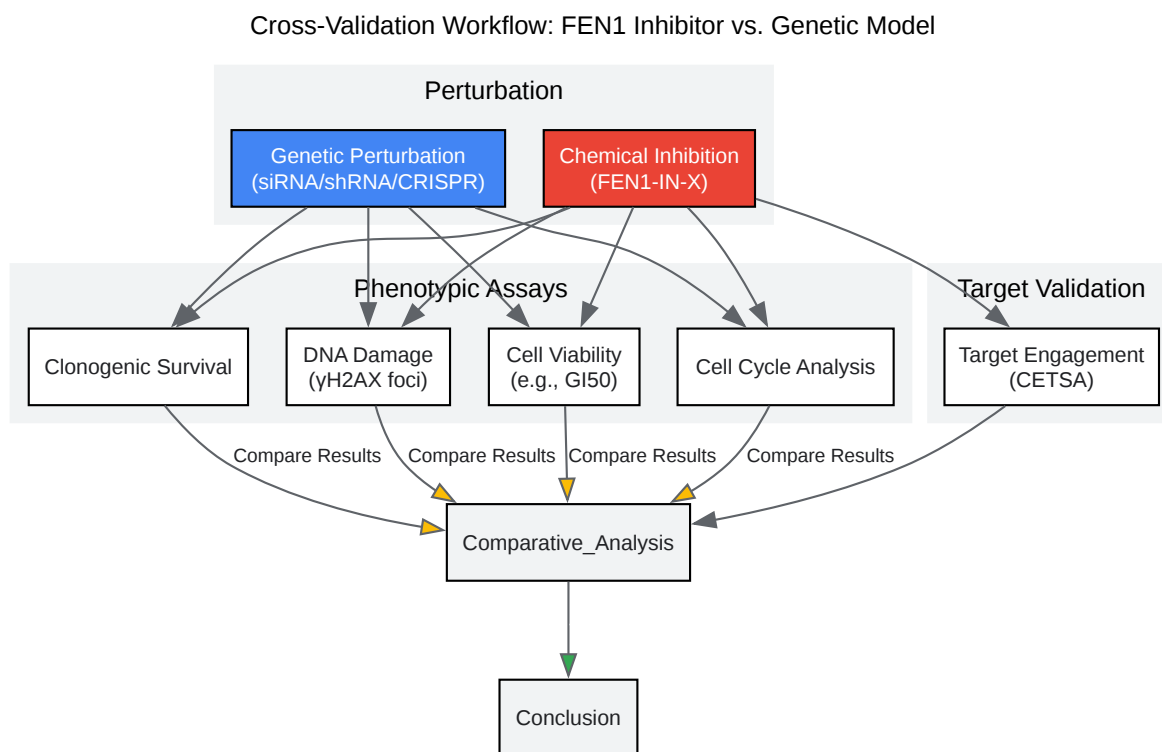 Cross-Validation Workflow: FEN1 Inhibitor vs. Genetic Model
Perturbation
Genetic Perturbation
(siRNA/shRNA/CRISPR)
Chemical Inhibition
(FEN1-IN-X)
Phenotypic Assays
Target Validation
Clonogenic Survival
DNA Damage
(γH2AX foci)
Cell Viability
(e.g., GI50)
Cell Cycle Analysis
Target Engagement
(CETSA)
Compare Results
Compare Results
Compare Results
Compare Results
Comparative_Analysis
Conclusion